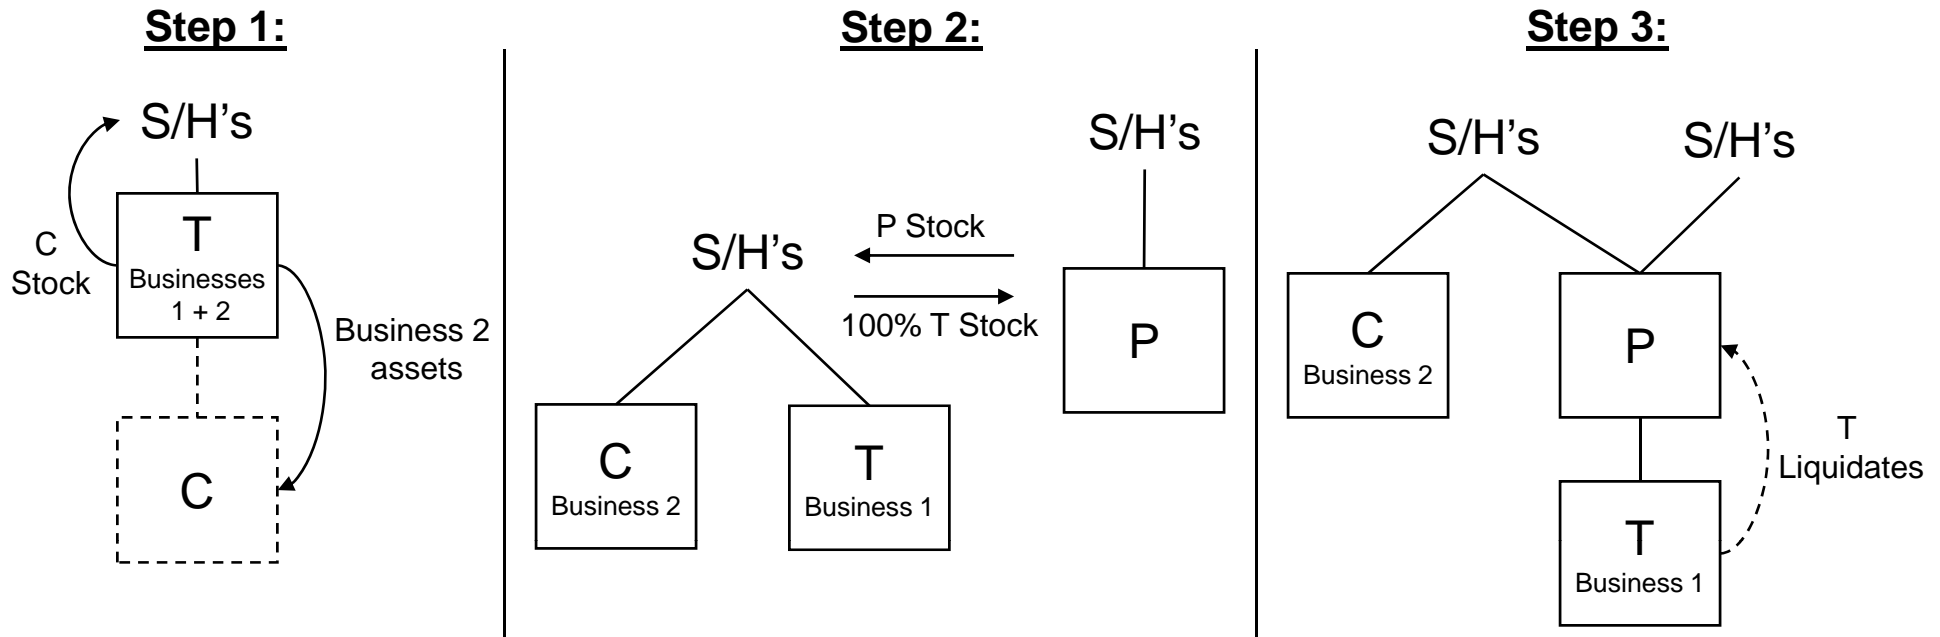 Step 1:
S/H's
T
Businesses
1 + 2
C
Stock
Business 2
assets
C
Step 2:
S/H's
P Stock
S/H's
100% T Stock
P
C
Business 2
T
Business 1
Step 3:
S/H's
S/H's
C
Business 2
P
T
Liquidates
T
Business 1